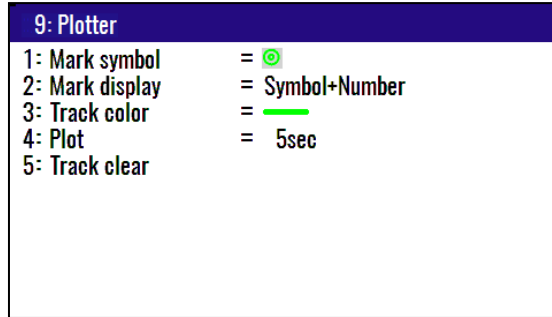 9: Plotter
1: Mark symbol =
2: Mark display = Symbol+Number
3: Track color =
4: Plot = 5sec
5: Track clear